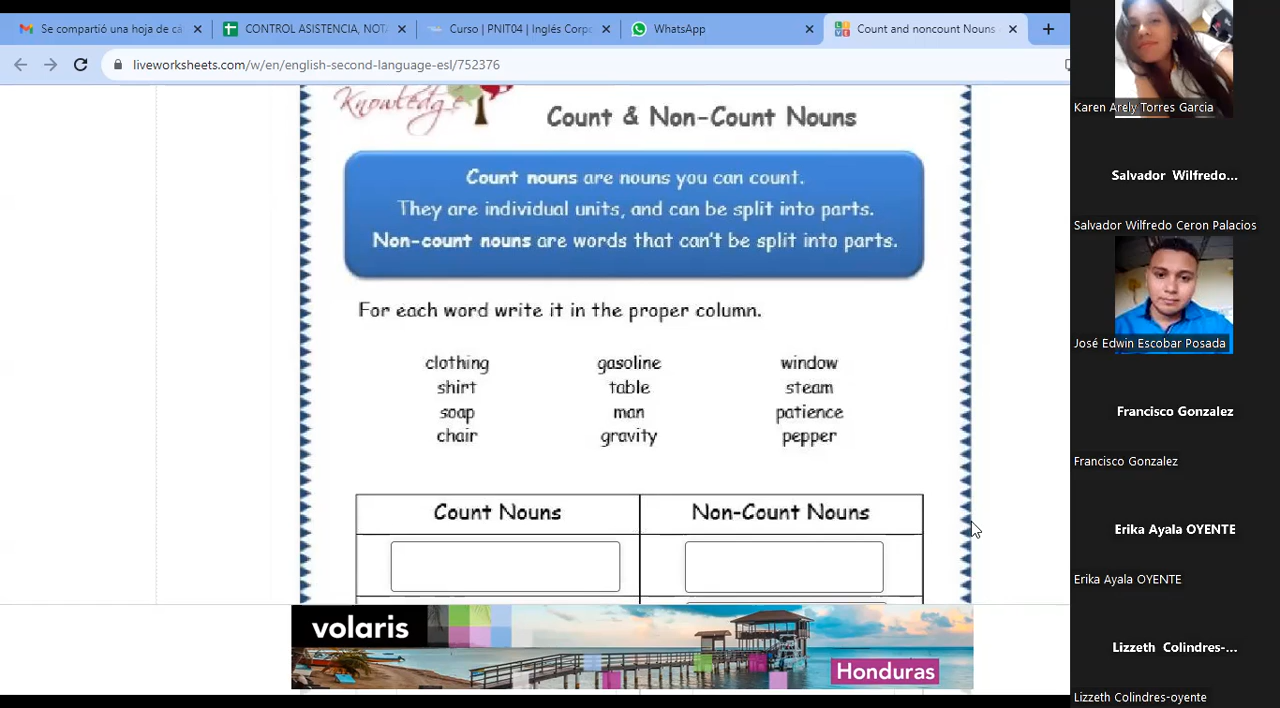 Se compartió una hoja de cá
CONTROL ASISTENCIA, NOTA
Curso | PNIT04 | Inglés Corpo
WhatsApp
Count and noncount Nouns
liveworksheets.com/w/en/english-second-language-esl/752376
Knowledge
Count & Non-Count Nouns
Count nouns are nouns you can count.
They are individual units, and can be split into parts.
Non-count nouns are words that can't be split into parts.
For each word write it in the proper column.
clothing gasoline window
shirt table steam
soap man patience
chair gravity pepper
Count Nouns Non-Count Nouns
volaris
Honduras
Karen Arely Torres Garcia
Salvador Wilfredo...
Salvador Wilfredo Ceron Palacios
José Edwin Escobar Posada
Francisco Gonzalez
Francisco Gonzalez
Erika Ayala OYENTE
Erika Ayala OYENTE
Lizzeth Colindres-...
Lizzeth Colindres-oyente